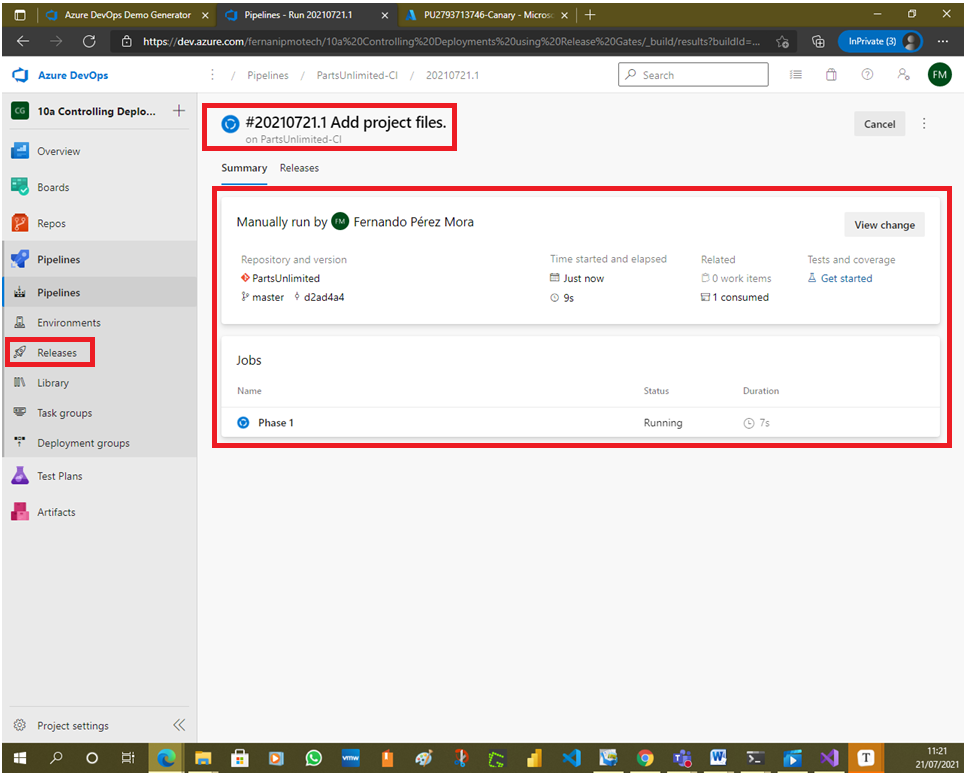 Azure DevOps Demo Generator
Pipelines - Run 20210721.1
PU2793713746-Canary - Micros
https://dev.azure.com/fernanipmotech/10a%20Controlling%20Deployments%20using%20Release%20Gates/_build/results?buildId=...
InPrivate (3)
Azure DevOps
/ Pipelines / PartsUnlimited-CI / 20210721.1
Search
FM
CG
10a Controlling Deplo...
Overview
Boards
Repos
Pipelines
Pipelines
Environments
Releases
Library
Task groups
Deployment groups
Test Plans
Artifacts
Project settings
#20210721.1 Add project files.
on PartsUnlimited-CI
Cancel
Summary Releases
Manually run by FM Fernando Pérez Mora
View change
Repository and version
PartsUnlimited
master d2ad4a4
Time started and elapsed
Just now
9s
Related
0 work items
1 consumed
Tests and coverage
Get started
Jobs
Name Status Duration
Phase 1 Running 7s
vmw
W
T
11:21
21/07/2021